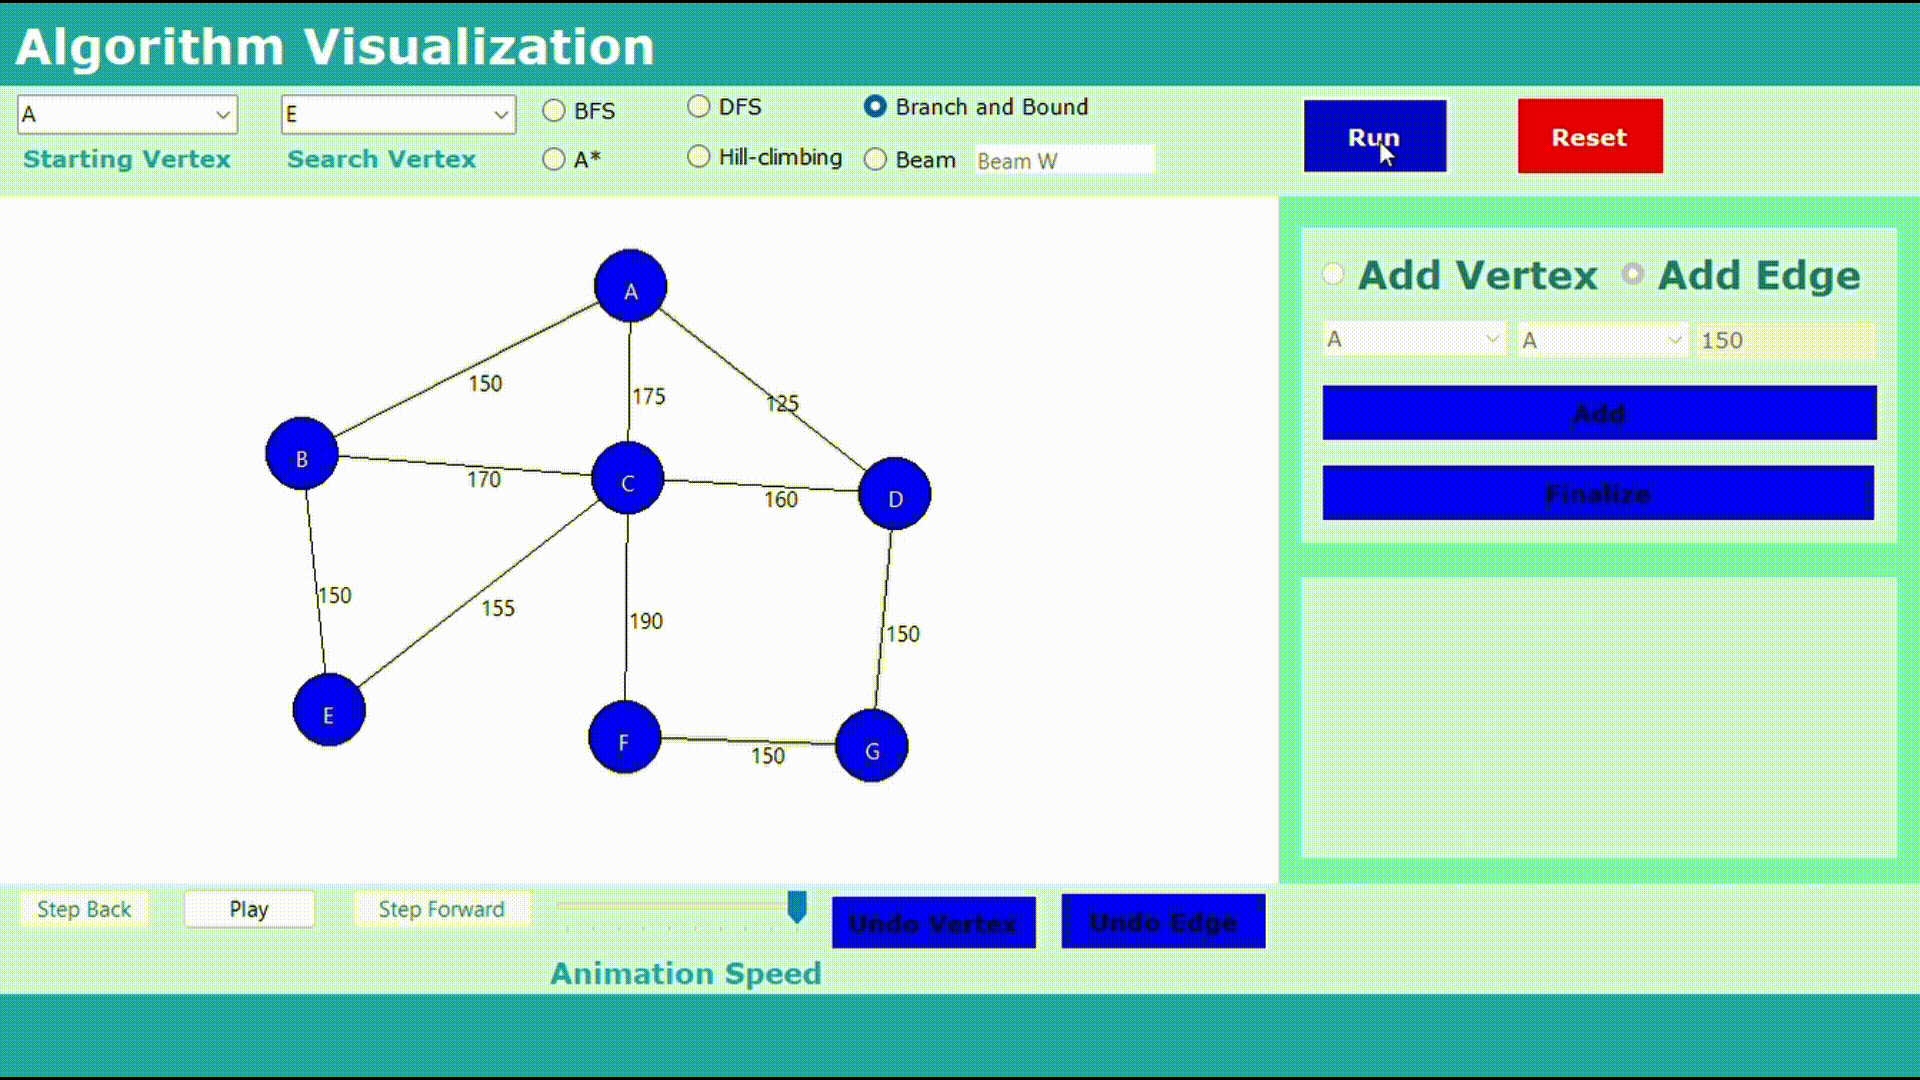 Algorithm Visualization
A E BFS DFS Branch and Bound
Starting Vertex Search Vertex A* Hill-climbing Beam Beam W
Run Reset
Add Vertex Add Edge
A A 150
Add
Finalize
A
150 175 125
B C D
170 160
150 155 190 150
E F G
150
Step Back Play Step Forward Undo Vertex Undo Edge
Animation Speed